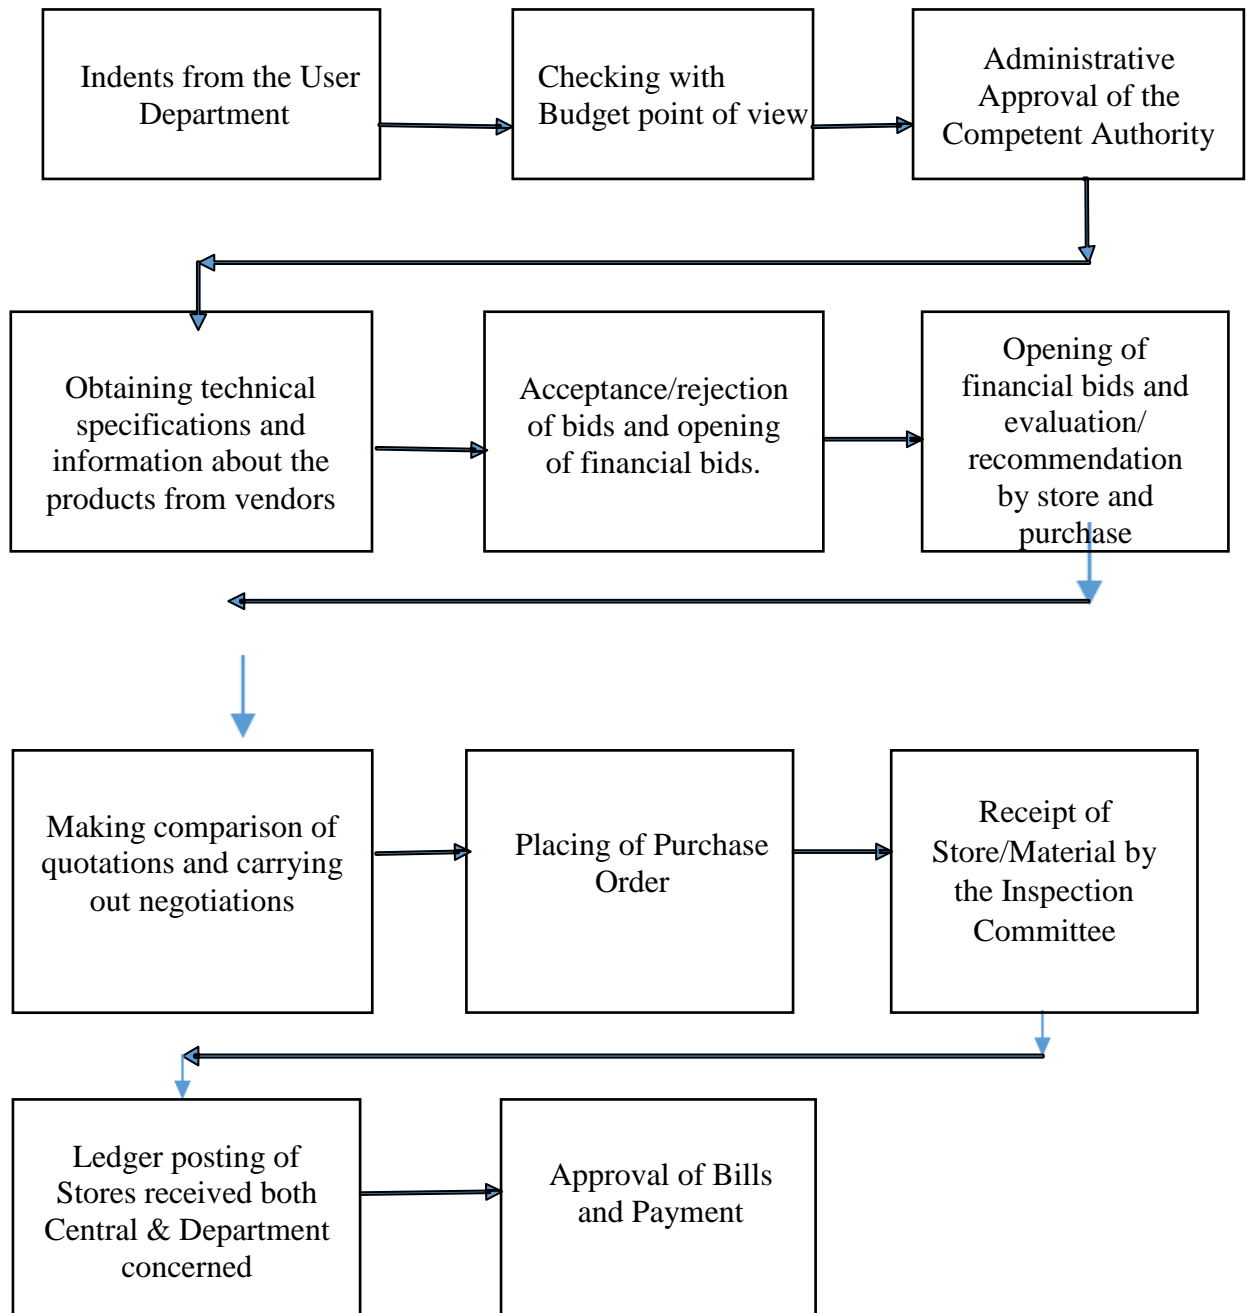 Indents from the User
Department
Checking with
Budget point of view
Administrative
Approval of the
Competent Authority
Obtaining technical
specifications and
information about the
products from vendors
Acceptance/rejection
of bids and opening
of financial bids.
Opening of
financial bids and
evaluation/
recommendation
by store and
purchase
Making comparison of
quotations and carrying
out negotiations
Placing of Purchase
Order
Receipt of
Store/Material by
the Inspection
Committee
Ledger posting of
Stores received both
Central & Department
concerned
Approval of Bills
and Payment